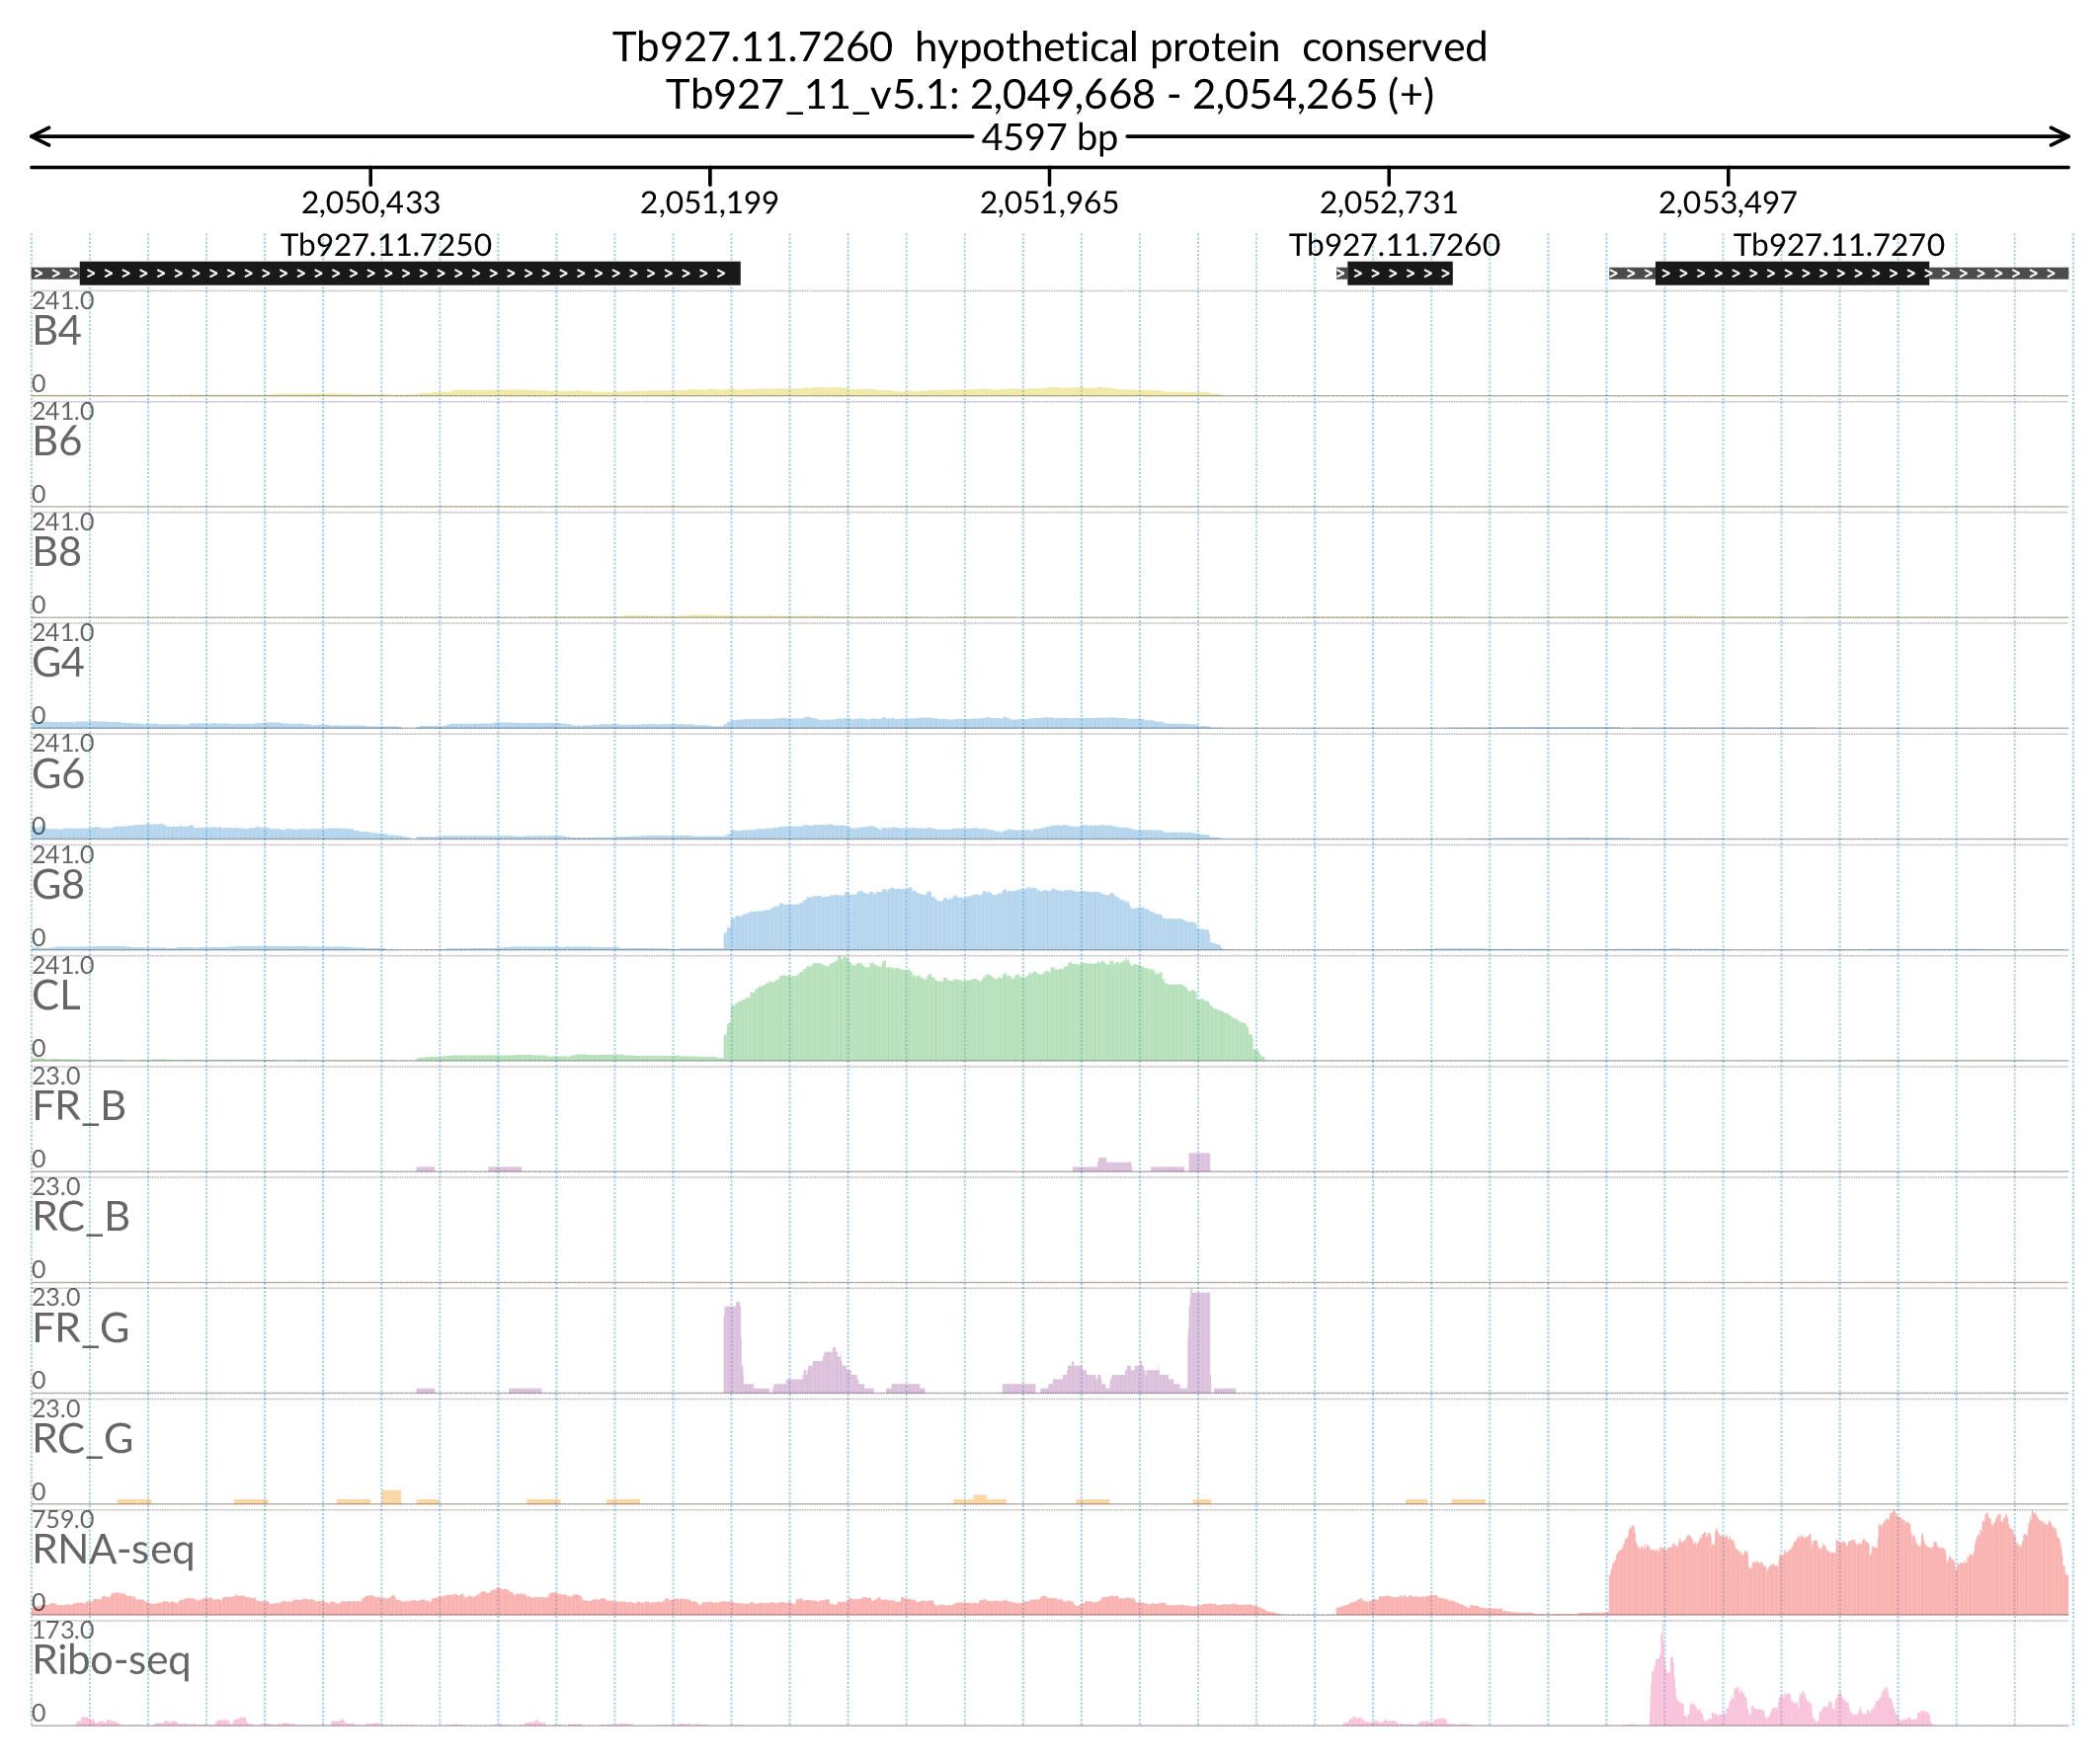 Tb927.11.7260 hypothetical protein conserved
Tb927_11_v5.1: 2,049,668 - 2,054,265 (+)
4597 bp
2,050,433 2,051,199 2,051,965 2,052,731 2,053,497
Tb927.11.7250 Tb927.11.7260 Tb927.11.7270
241.0
B4
0
241.0
B6
0
241.0
B8
0
241.0
G4
0
241.0
G6
0
241.0
G8
0
241.0
CL
0
23.0
FR_B
0
23.0
RC_B
0
23.0
FR_G
0
23.0
RC_G
0
759.0
RNA-seq
0
173.0
Ribo-seq
0